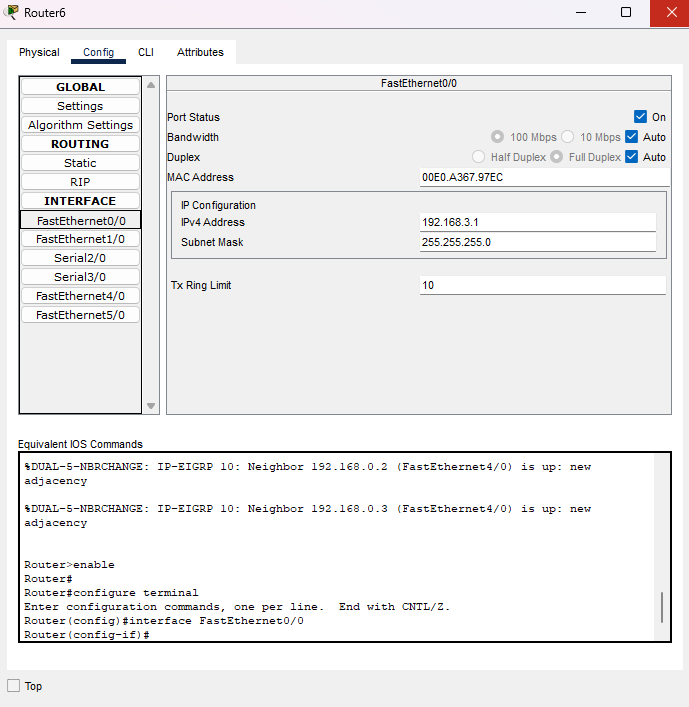 Router6
Physical Config CLI Attributes
GLOBAL
Settings
Algorithm Settings
ROUTING
Static
RIP
INTERFACE
FastEthernet0/0
FastEthernet1/0
Serial2/0
Serial3/0
FastEthernet4/0
FastEthernet5/0
FastEthernet0/0
Port Status On
Bandwidth 100 Mbps 10 Mbps Auto
Duplex Half Duplex Full Duplex Auto
MAC Address 00E0.A367.97EC
IP Configuration
IPv4 Address 192.168.3.1
Subnet Mask 255.255.255.0
Tx Ring Limit 10
Equivalent IOS Commands
%DUAL-5-NBRCHANGE: IP-EIGRP 10: Neighbor 192.168.0.2 (FastEthernet4/0) is up: new
adjacency
%DUAL-5-NBRCHANGE: IP-EIGRP 10: Neighbor 192.168.0.3 (FastEthernet4/0) is up: new
adjacency
Router>enable
Router#
Router#configure terminal
Enter configuration commands, one per line.  End with CNTL/Z.
Router(config)#interface FastEthernet0/0
Router(config-if)#
Top